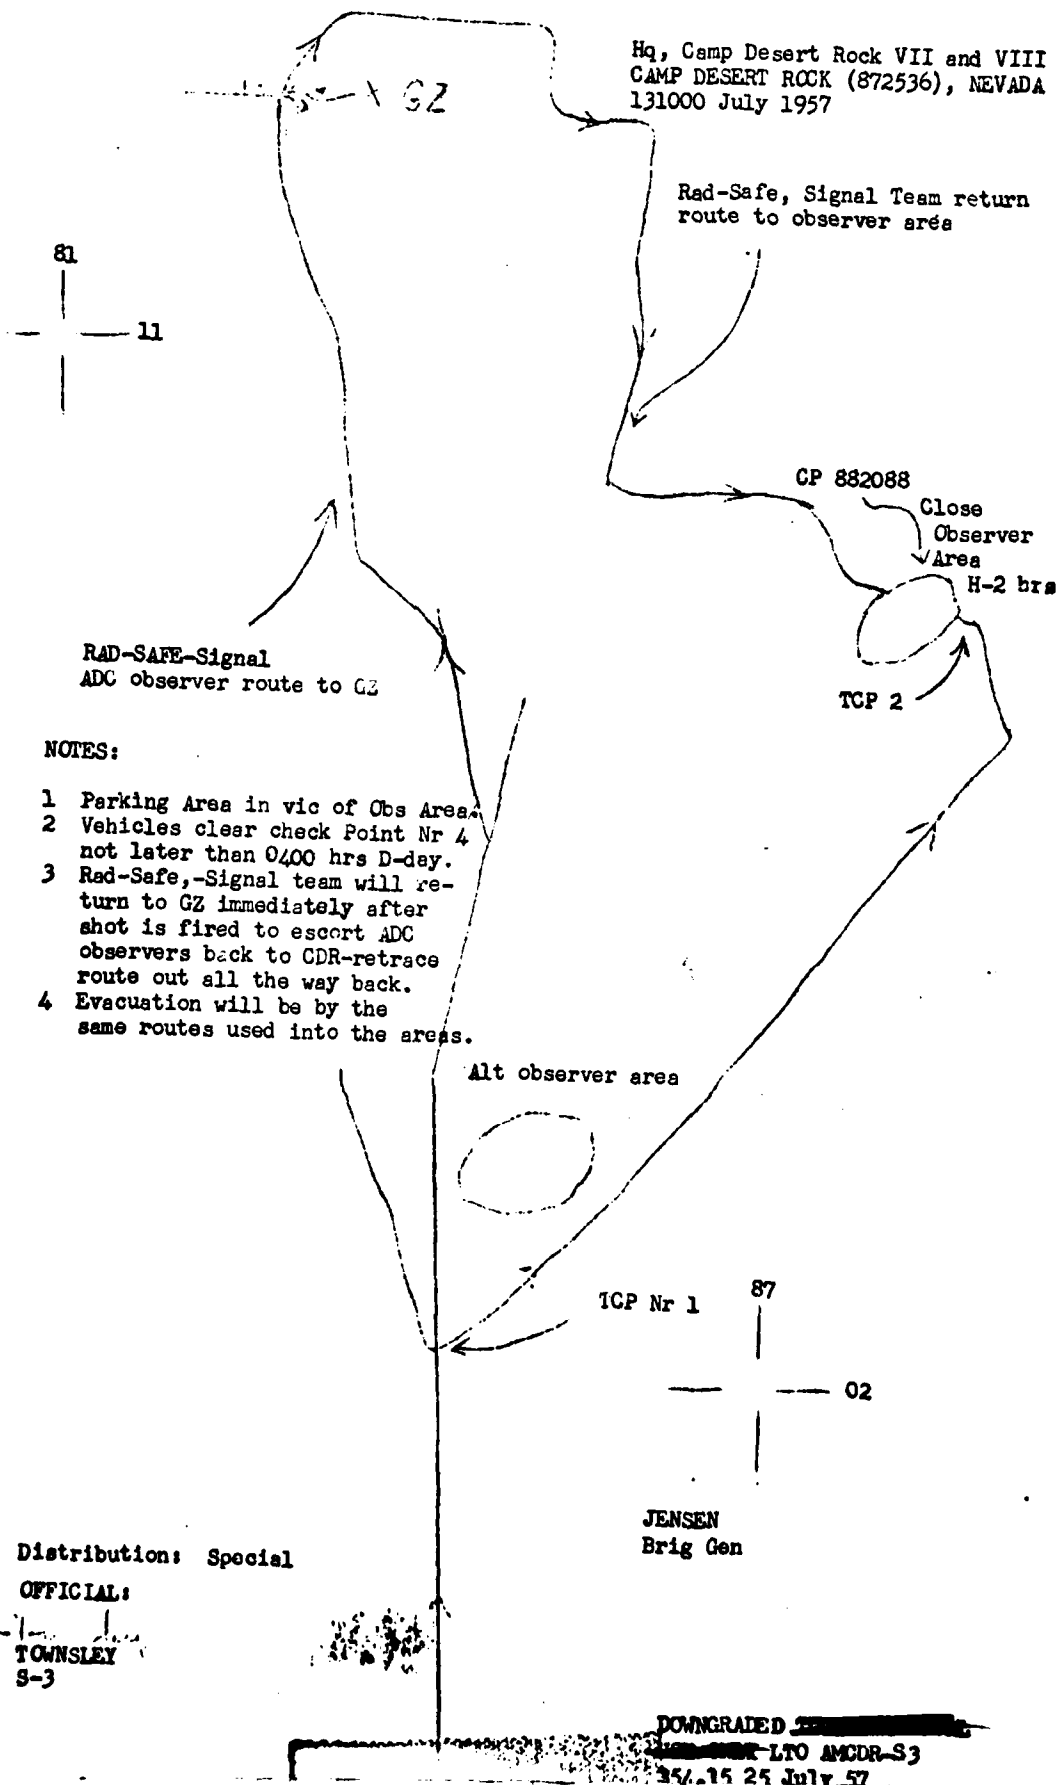 Hq, Camp Desert Rock VII and VIII
CAMP DESERT ROCK (872536), NEVADA
131000 July 1957
X GZ
Rad-Safe, Signal Team return
route to observer area
81
11
CP 882088
Close
Observer
Area
H-2 hrs
RAD-SAFE-Signal
ADC observer route to GZ
TCP 2
NOTES:
1 Parking Area in vic of Obs Area.
2 Vehicles clear check Point Nr 4
not later than 0400 hrs D-day.
3 Rad-Safe,-Signal team will re-
turn to GZ immediately after
shot is fired to escort ADC
observers back to CDR-retrace
route out all the way back.
4 Evacuation will be by the
same routes used into the areas.
Alt observer area
TCP Nr 1
87
02
JENSEN
Brig Gen
Distribution: Special
OFFICIAL:
TOWNSLEY
S-3
DOWNGRADED
LTO AMCDR-S3
354.15 25 July 57